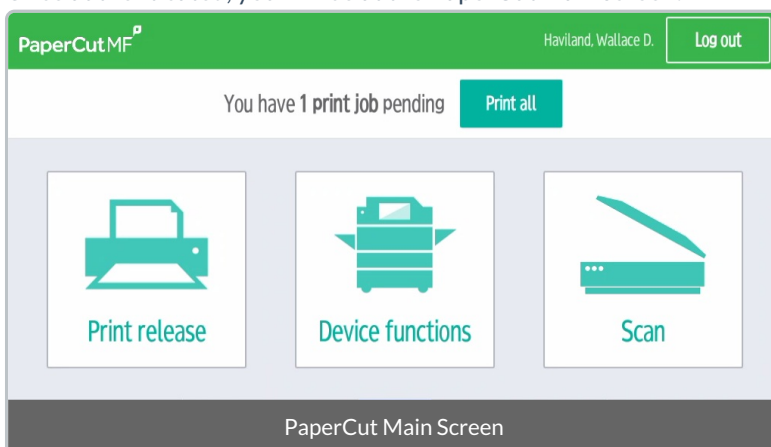 PaperCut MF
Haviland, Wallace D.
Log out
You have 1 print job pending
Print all
Print release
Device functions
Scan
PaperCut Main Screen